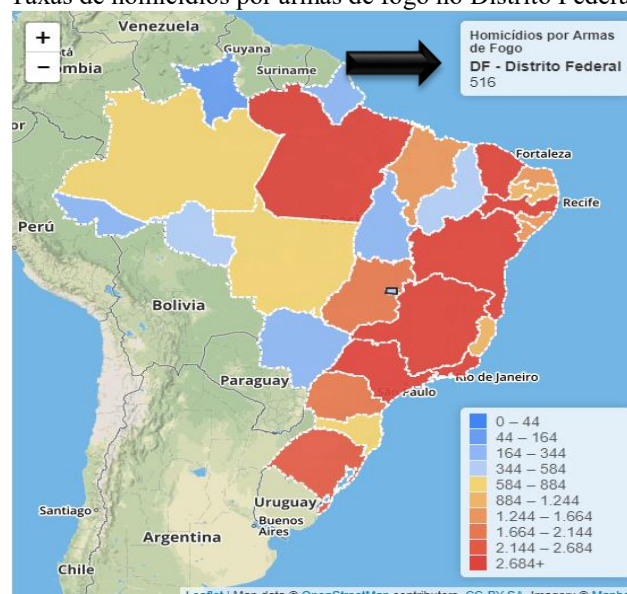 Taxas de homicídios por armas de fogo no Distrito Federa
+
−
Venezuela
Guyana
Suriname
Homicídios por Armas
de Fogo
DF - Distrito Federal
516
Fortaleza
Recife
Perú
Bolivia
Paraguay
São Paulo
Rio de Janeiro
0 – 44
44 – 164
164 – 344
344 – 584
584 – 884
884 – 1.244
1.244 – 1.664
1.664 – 2.144
2.144 – 2.684
2.684+
Santiago
Uruguay
Buenos
Aires
Argentina
Chile
Leaflet | Map data © OpenStreetMap contributors, CC-BY-SA, Imagery ©